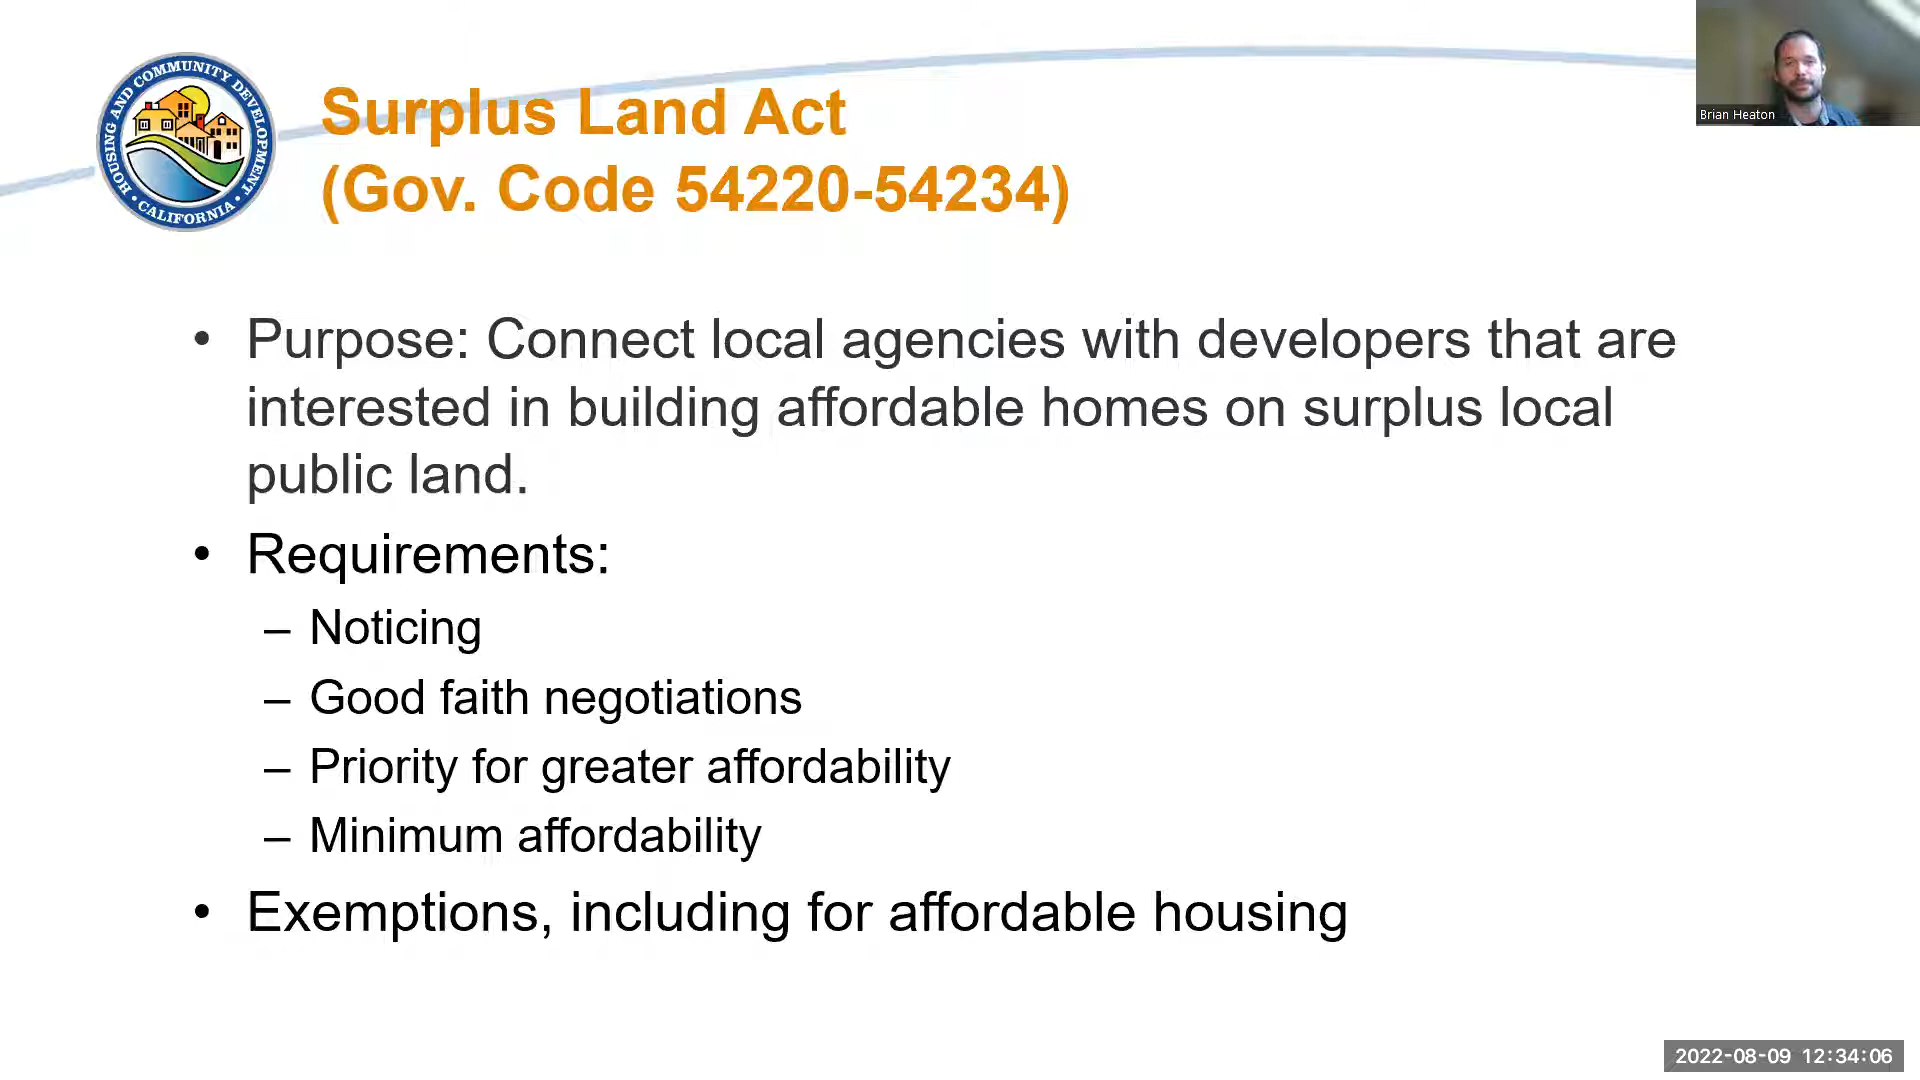 HOUSING AND COMMUNITY DEVELOPMENT
• CALIFORNIA •
Surplus Land Act
(Gov. Code 54220-54234)
Brian Heaton
• Purpose: Connect local agencies with developers that are
interested in building affordable homes on surplus local
public land.
• Requirements:
– Noticing
– Good faith negotiations
– Priority for greater affordability
– Minimum affordability
• Exemptions, including for affordable housing
2022-08-09 12:34:06